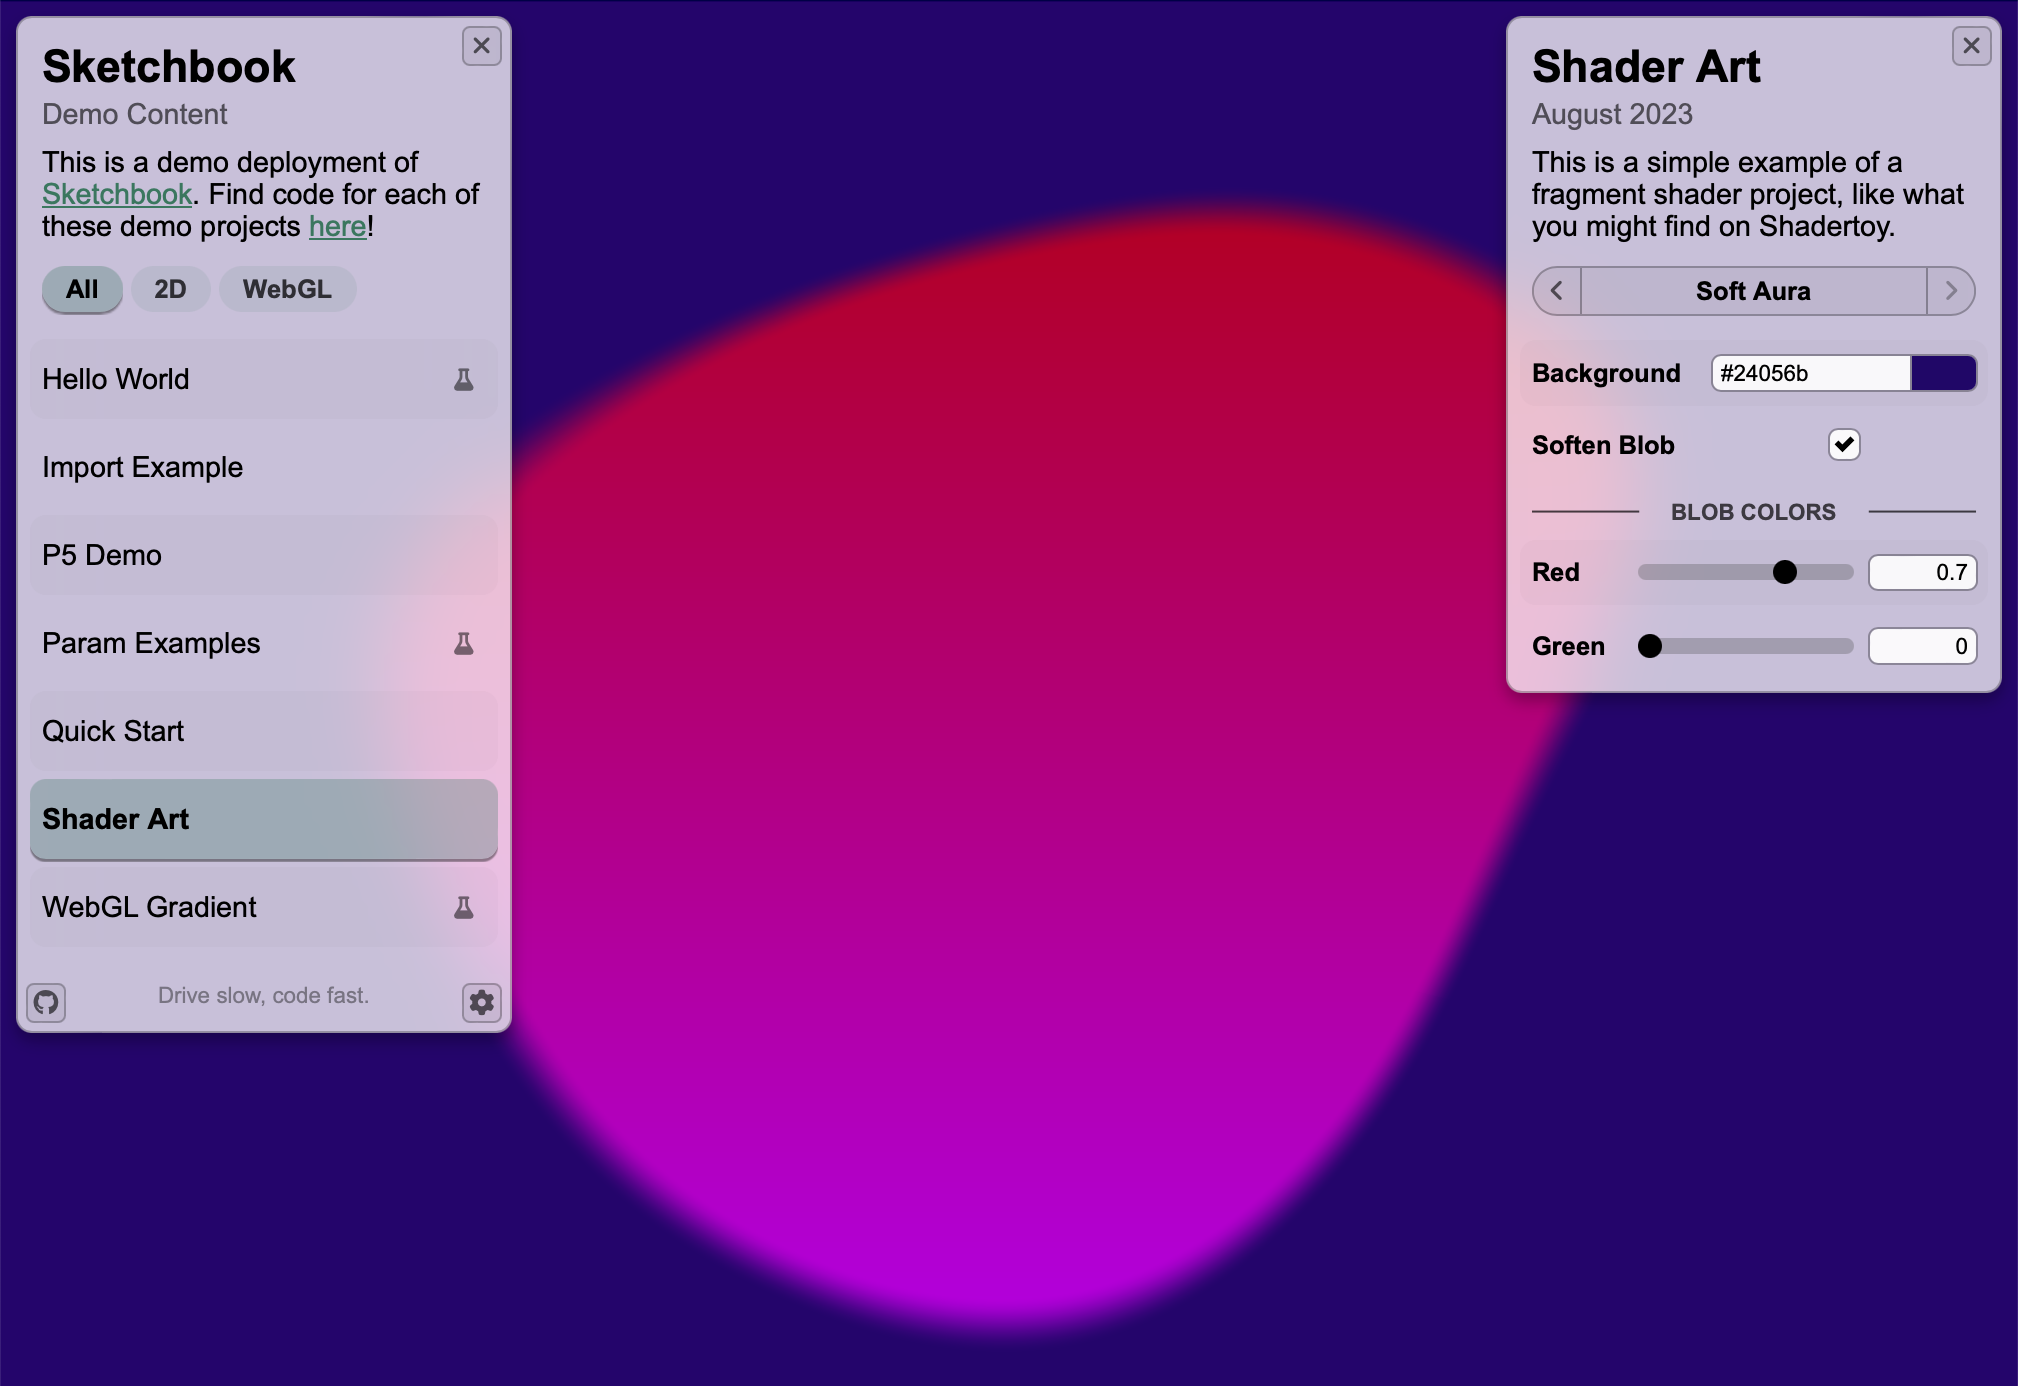 Sketchbook
Demo Content
This is a demo deployment of
Sketchbook. Find code for each of
these demo projects here!
All 2D WebGL
Hello World
Import Example
P5 Demo
Param Examples
Quick Start
Shader Art
WebGL Gradient
Drive slow, code fast.
Shader Art
August 2023
This is a simple example of a
fragment shader project, like what
you might find on Shadertoy.
Soft Aura
Background #24056b
Soften Blob
BLOB COLORS
Red 0.7
Green 0